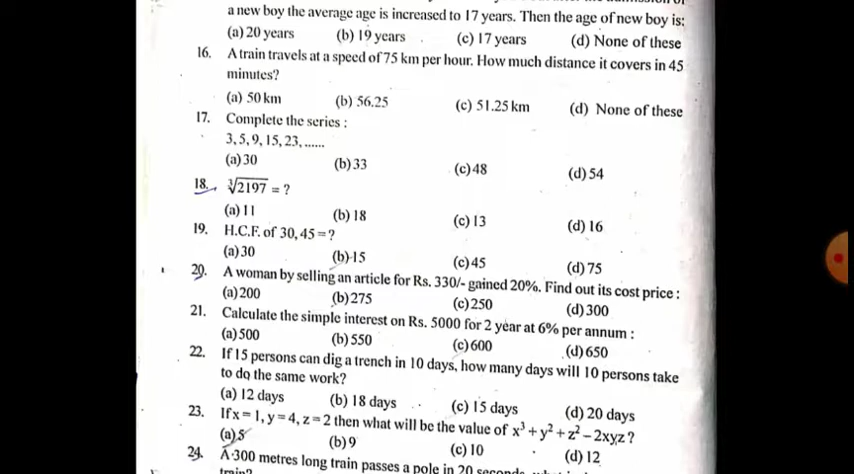 a new boy the average age is increased to 17 years. Then the age of new boy is:
(a) 20 years (b) 19 years (c) 17 years (d) None of these
16. A train travels at a speed of 75 km per hour. How much distance it covers in 45
minutes?
(a) 50 km (b) 56.25 (c) 51.25 km (d) None of these
17. Complete the series :
3, 5, 9, 15, 23, ......
(a) 30 (b) 33 (c) 48 (d) 54
18. ∛2197 = ?
(a) 11 (b) 18 (c) 13 (d) 16
19. H.C.F. of 30, 45 = ?
(a) 30 (b) 15 (c) 45 (d) 75
20. A woman by selling an article for Rs. 330/- gained 20%. Find out its cost price :
(a) 200 (b) 275 (c) 250 (d) 300
21. Calculate the simple interest on Rs. 5000 for 2 year at 6% per annum :
(a) 500 (b) 550 (c) 600 (d) 650
22. If 15 persons can dig a trench in 10 days, how many days will 10 persons take
to do the same work?
(a) 12 days (b) 18 days (c) 15 days (d) 20 days
23. If x = 1, y = 4, z = 2 then what will be the value of x³ + y² + z² – 2xyz ?
(a) 5 (b) 9 (c) 10 (d) 12
24. A 300 metres long train passes a pole in 20
train?